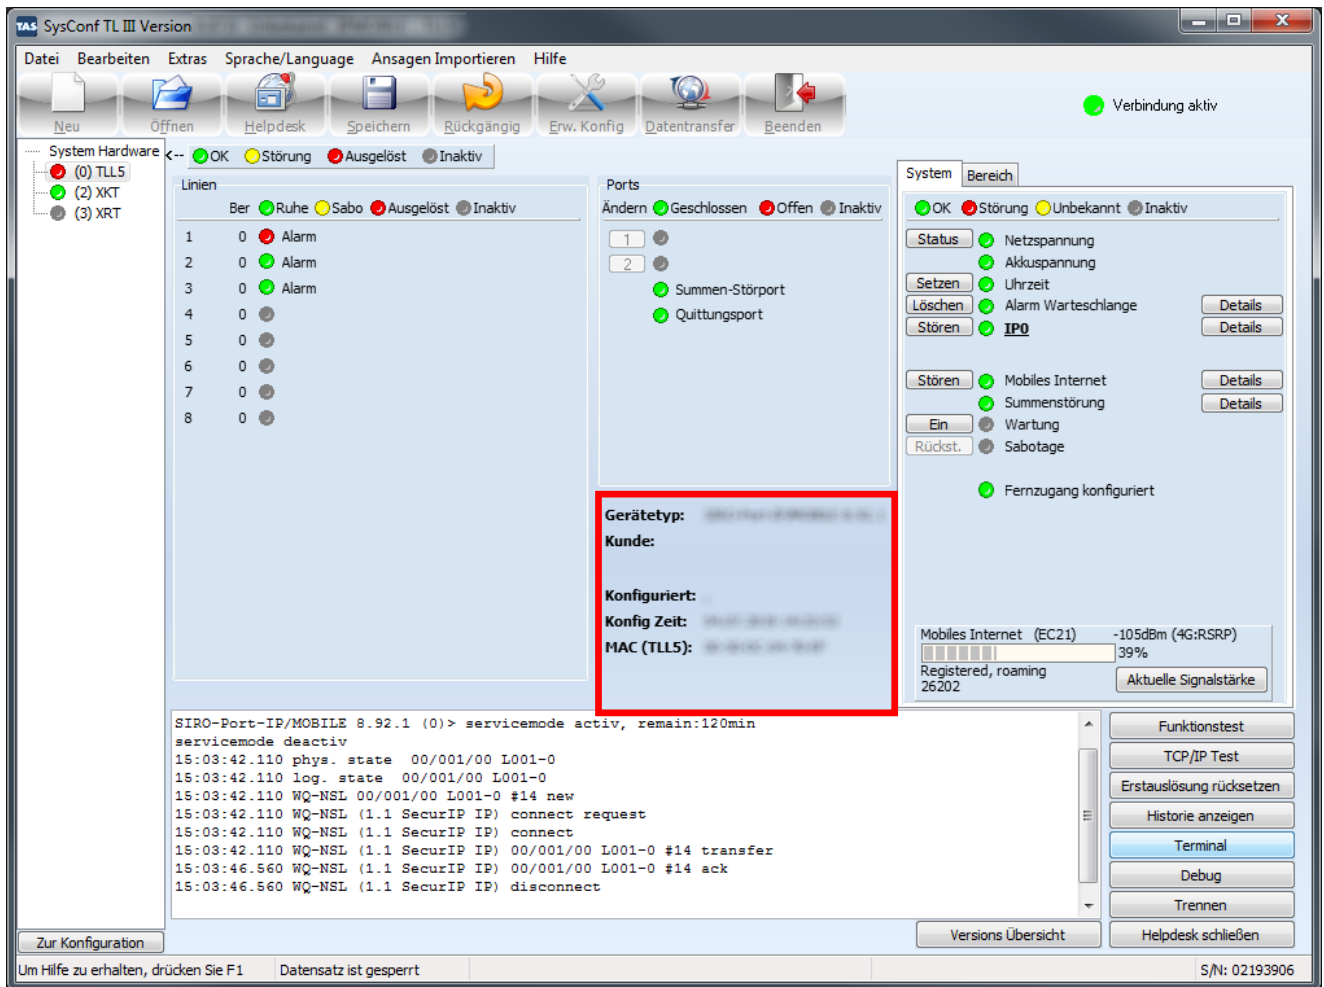 TAS SysConf TL III Version
Datei Bearbeiten Extras Sprache/Language Ansagen Importieren Hilfe
Neu Öffnen Helpdesk Speichern Rückgängig Erw. Konfig Datentransfer Beenden
Verbindung aktiv
System Hardware
(0) TLL5
(2) XKT
(3) XRT
<-- OK Störung Ausgelöst Inaktiv
Linien
Ber Ruhe Sabo Ausgelöst Inaktiv
1 0 Alarm
2 0 Alarm
3 0 Alarm
4 0
5 0
6 0
7 0
8 0
Ports
Ändern Geschlossen Offen Inaktiv
1
2
Summen-Störport
Quittungsport
System Bereich
OK Störung Unbekannt Inaktiv
Status Netzspannung
Akkuspannung
Setzen Uhrzeit
Löschen Alarm Warteschlange Details
Stören IP0 Details
Stören Mobiles Internet Details
Summenstörung Details
Ein Wartung
Rückst. Sabotage
Fernzugang konfiguriert
Gerätetyp:
Kunde:
Konfiguriert:
Konfig Zeit:
MAC (TLL5):
Mobiles Internet (EC21) -105dBm (4G:RSRP)
39%
Registered, roaming
26202
Aktuelle Signalstärke
SIRO-Port-IP/MOBILE 8.92.1 (0)> servicemode activ, remain:120min
servicemode deactiv
15:03:42.110 phys. state 00/001/00 L001-0
15:03:42.110 log. state 00/001/00 L001-0
15:03:42.110 WQ-NSL 00/001/00 L001-0 #14 new
15:03:42.110 WQ-NSL (1.1 SecurIP IP) connect request
15:03:42.110 WQ-NSL (1.1 SecurIP IP) connect
15:03:42.110 WQ-NSL (1.1 SecurIP IP) 00/001/00 L001-0 #14 transfer
15:03:46.560 WQ-NSL (1.1 SecurIP IP) 00/001/00 L001-0 #14 ack
15:03:46.560 WQ-NSL (1.1 SecurIP IP) disconnect
Funktionstest
TCP/IP Test
Erstauslösung rücksetzen
Historie anzeigen
Terminal
Debug
Trennen
Zur Konfiguration
Versions Übersicht
Helpdesk schließen
Um Hilfe zu erhalten, drücken Sie F1 Datensatz ist gesperrt S/N: 02193906